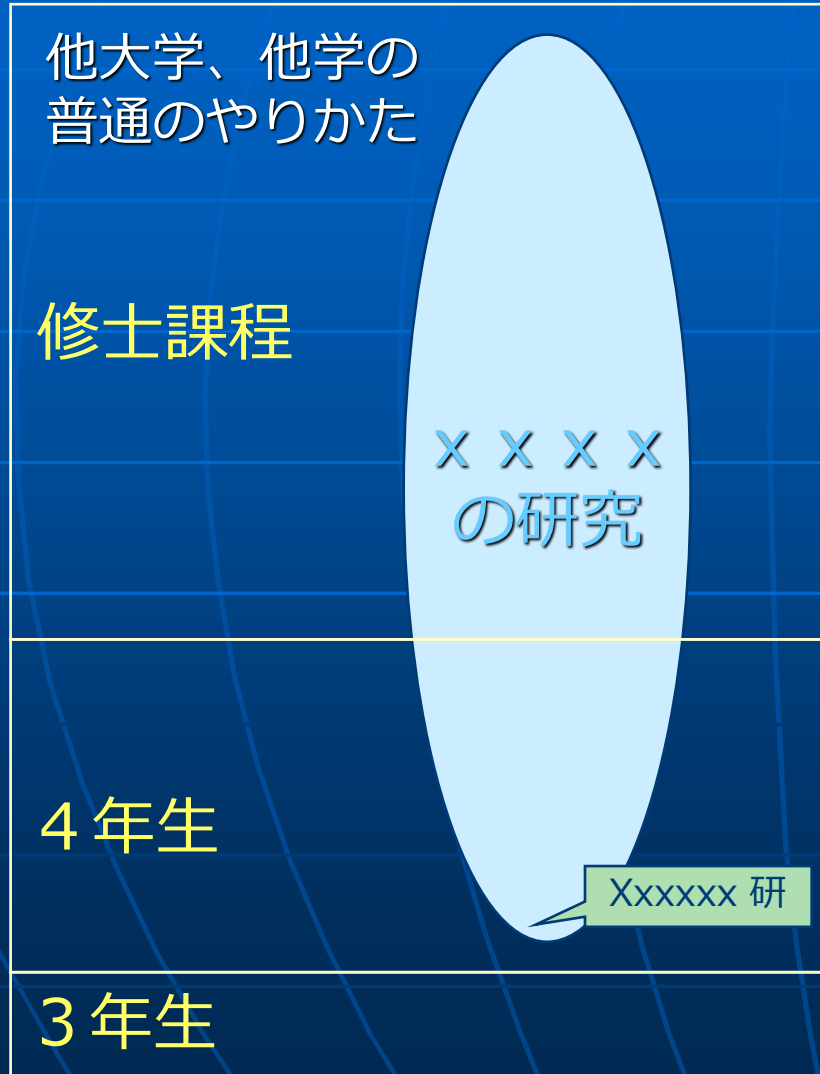 他大学、他学の
普通のやりかた
修士課程
ｘｘｘｘ
の研究
４年生
Xxxxxx 研
３年生